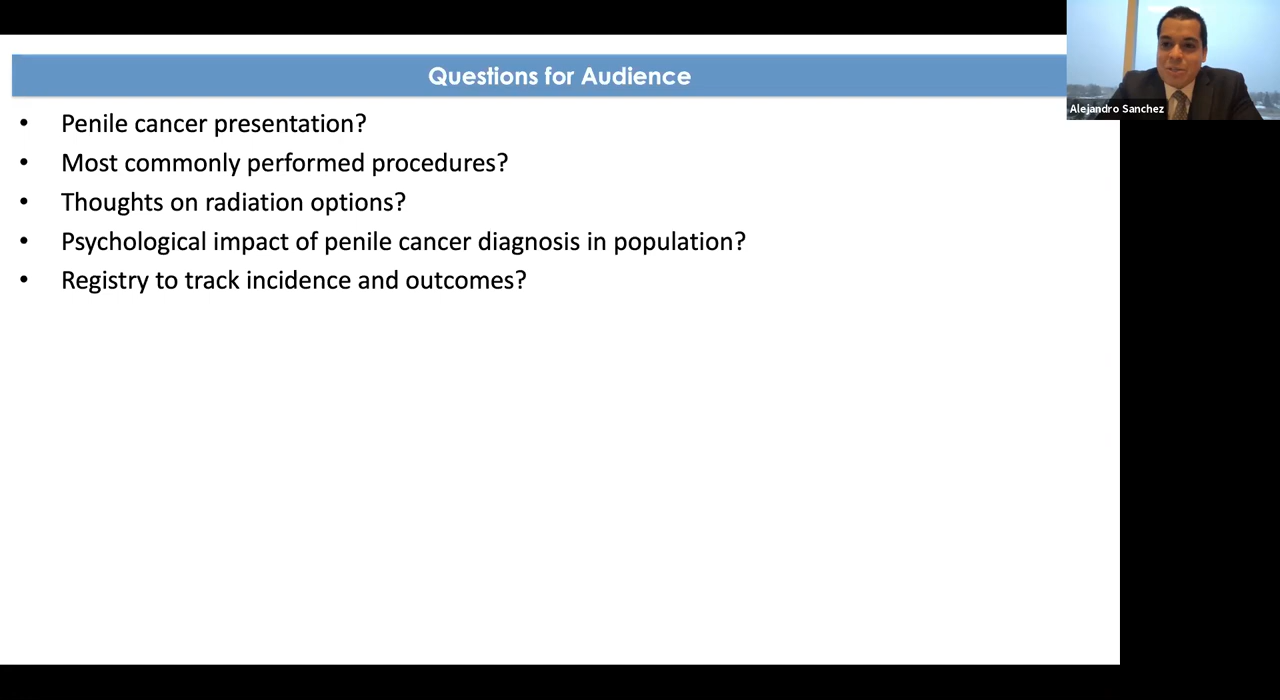 Questions for Audience
• Penile cancer presentation?
• Most commonly performed procedures?
• Thoughts on radiation options?
• Psychological impact of penile cancer diagnosis in population?
• Registry to track incidence and outcomes?
Alejandro Sanchez